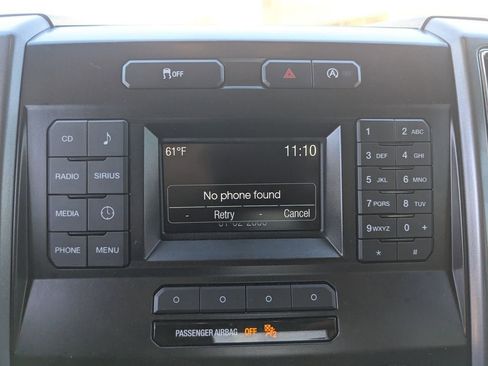 OFF
A
61°F 11:10
No phone found
- Retry - Cancel
CD
RADIO SIRIUS
MEDIA
PHONE MENU
1 2 ABC
3 DEF 4 GHI
5 JKL 6 MNO
7 PQRS 8 TUV
9 WXYZ 0 +
* #
PASSENGER AIRBAG OFF